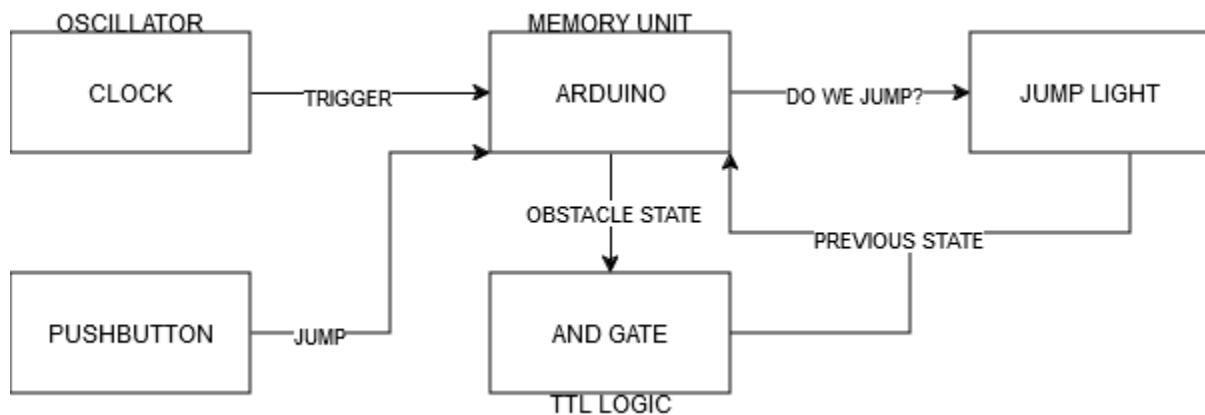 OSCILLATOR
MEMORY UNIT
CLOCK
TRIGGER
ARDUINO
DO WE JUMP?
JUMP LIGHT
OBSTACLE STATE
PREVIOUS STATE
PUSHBUTTON
JUMP
AND GATE
TTL LOGIC